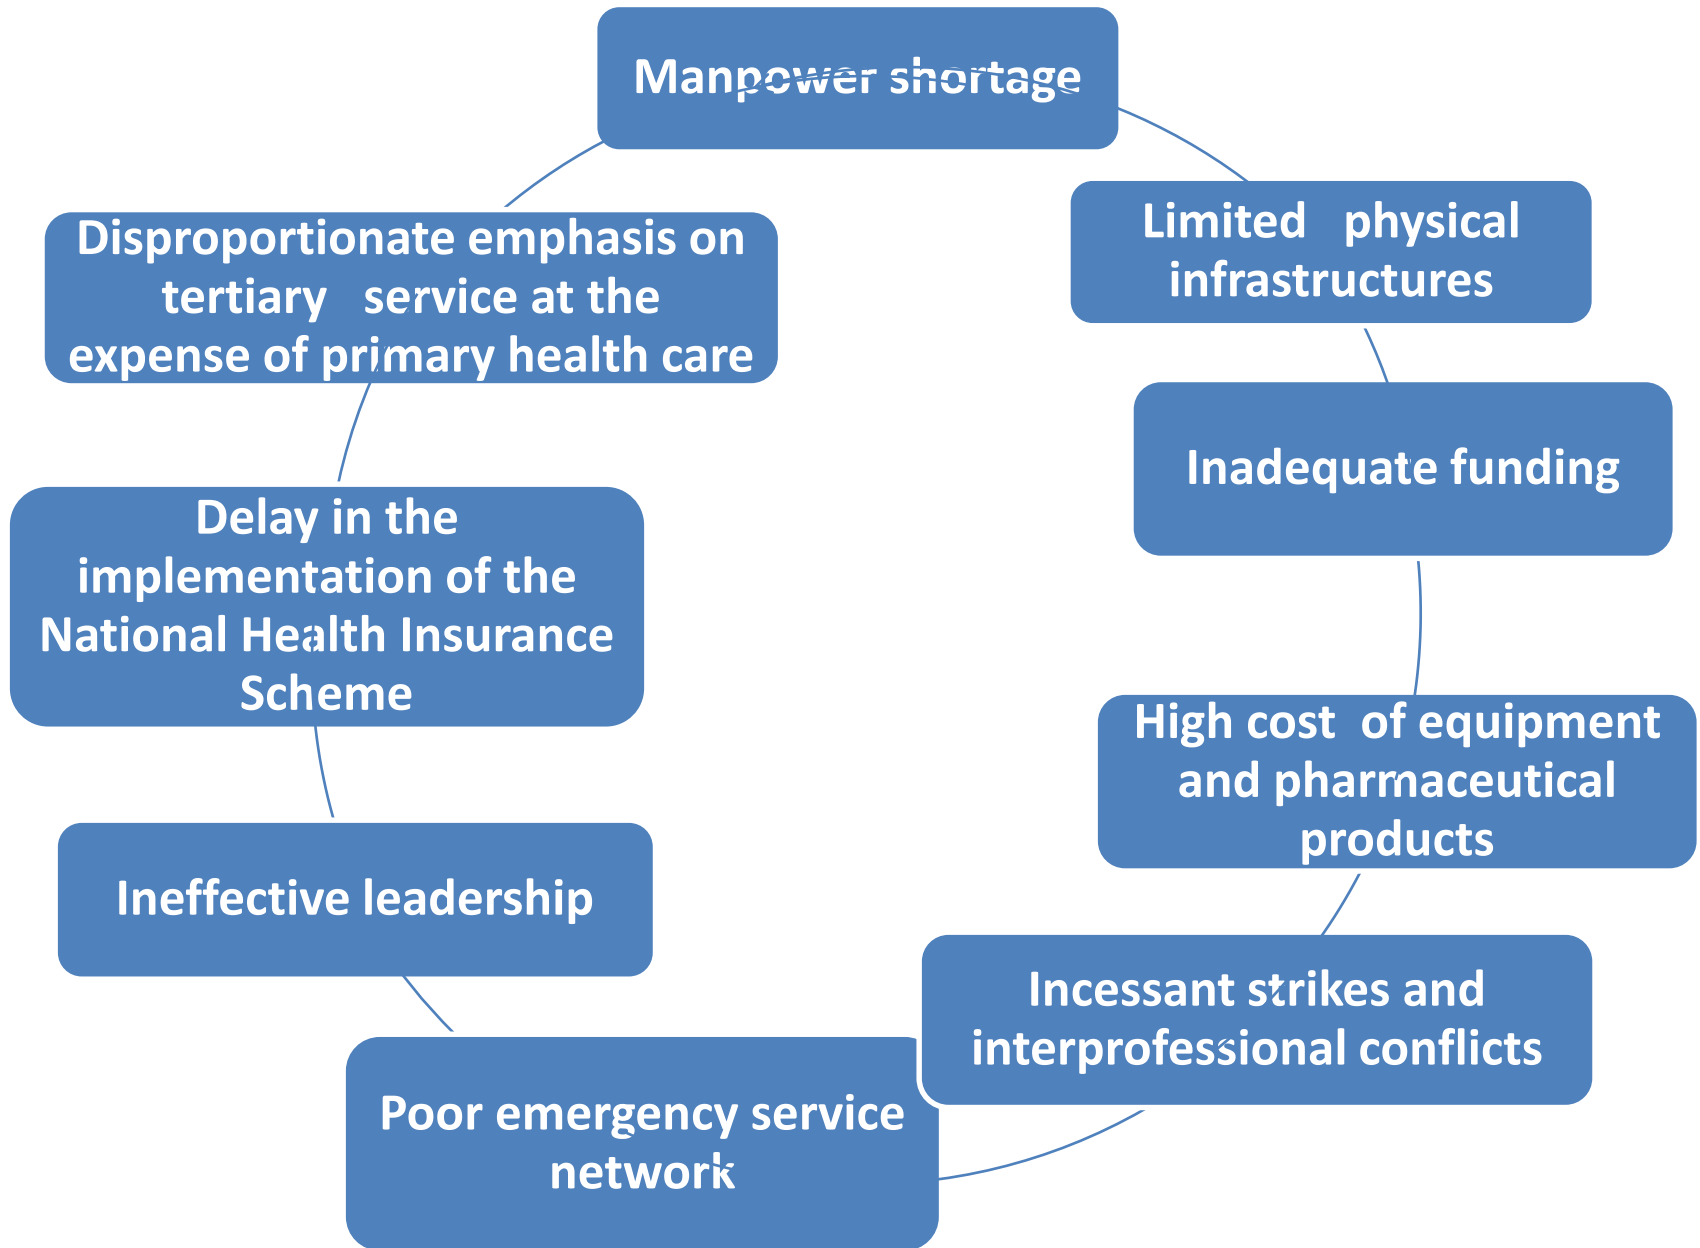 Manpower shortage
Limited physical
infrastructures
Inadequate funding
High cost of equipment
and pharmaceutical
products
Incessant strikes and
interprofessional conflicts
Poor emergency service
network
Ineffective leadership
Delay in the
implementation of the
National Health Insurance
Scheme
Disproportionate emphasis on
tertiary service at the
expense of primary health care